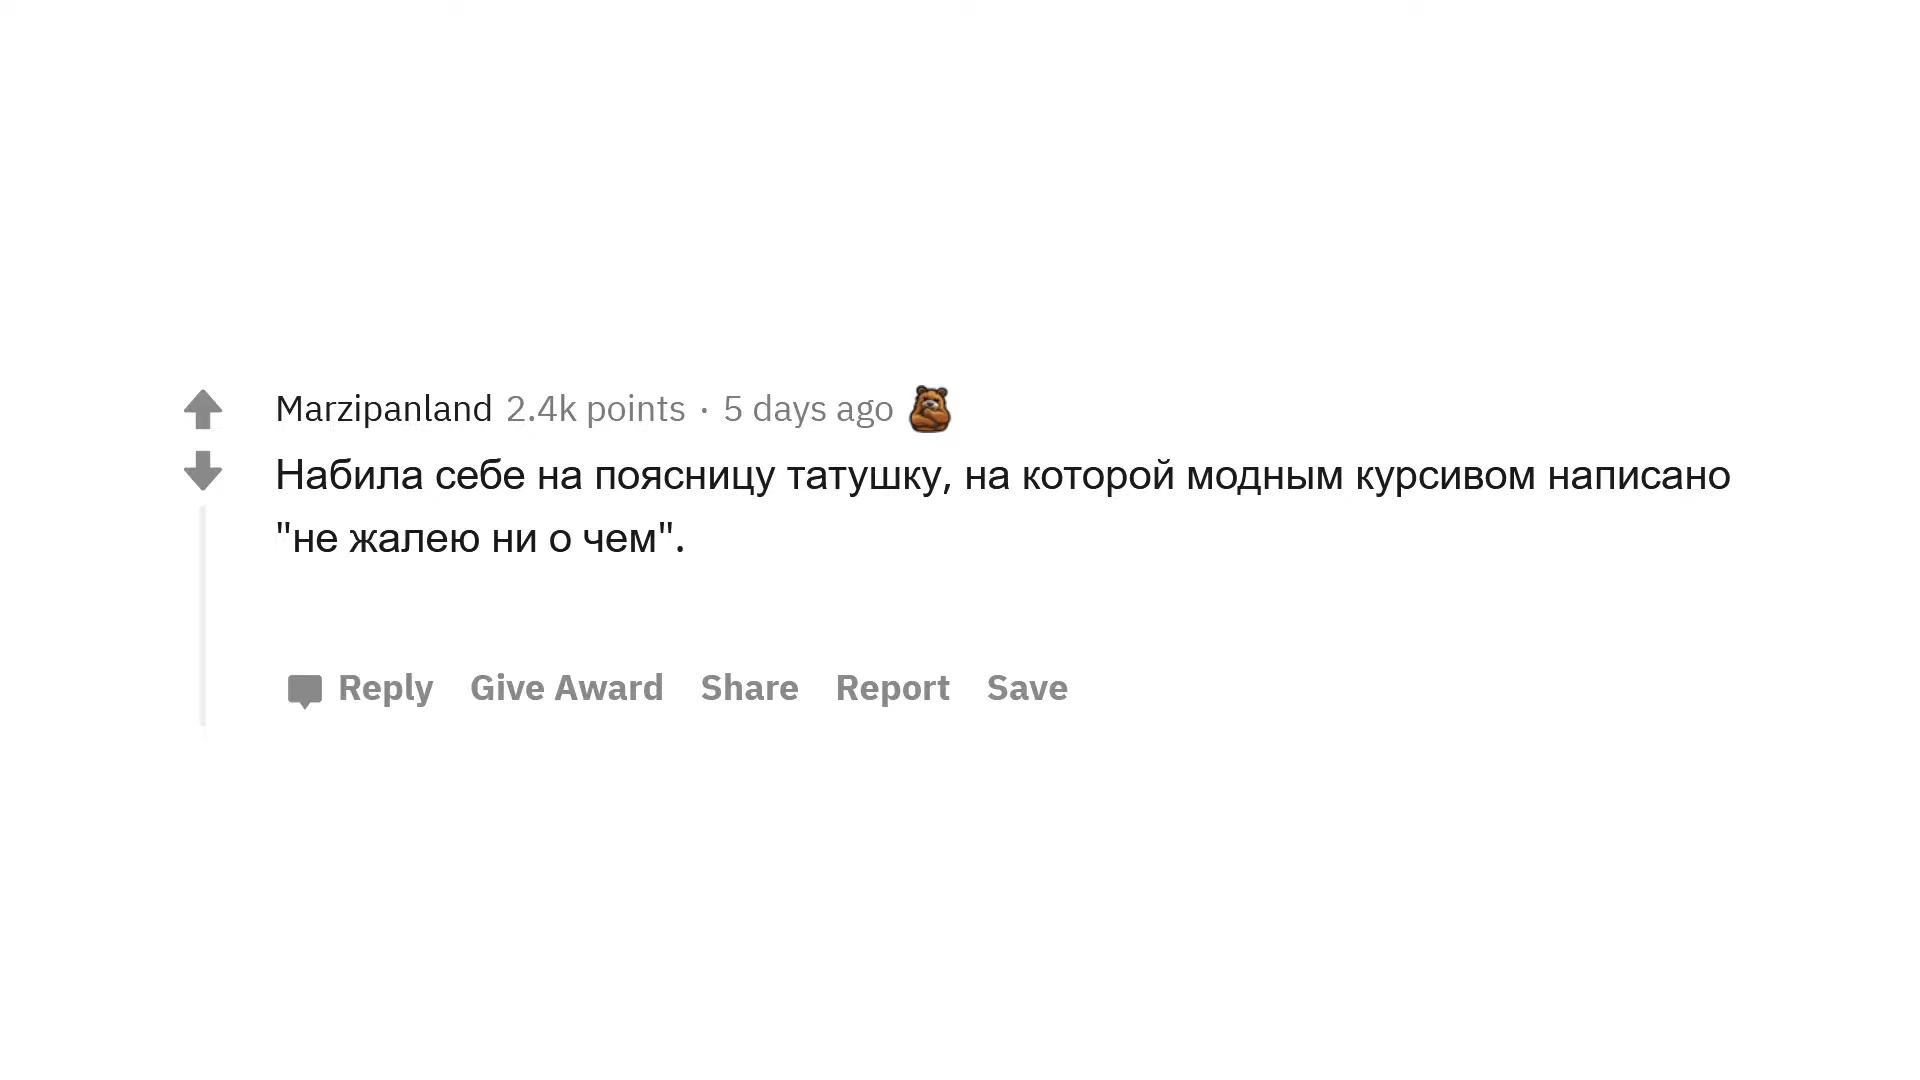 Marzipanland 2.4k points · 5 days ago
Набила себе на поясницу татушку, на которой модным курсивом написано
"не жалею ни о чем".
Reply Give Award Share Report Save